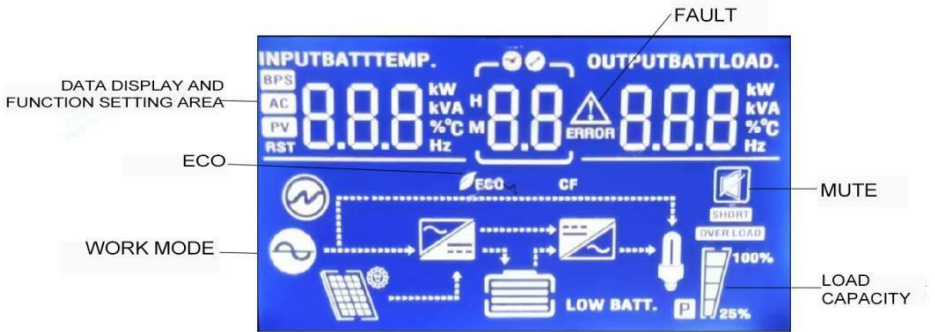 FAULT
INPUTBATTTEMP.
OUTPUTBATTLOAD.
DATA DISPLAY AND
FUNCTION SETTING AREA
BPS
AC
PV
RST
8.8.8
kW
kVA
%°C
Hz
H
M
8.8
ERROR
8.8.8
kW
kVA
%°C
Hz
ECO
ECO
CF
MUTE
SHORT
OVER LOAD
WORK MODE
100%
LOAD
CAPACITY
LOW BATT.
P
25%